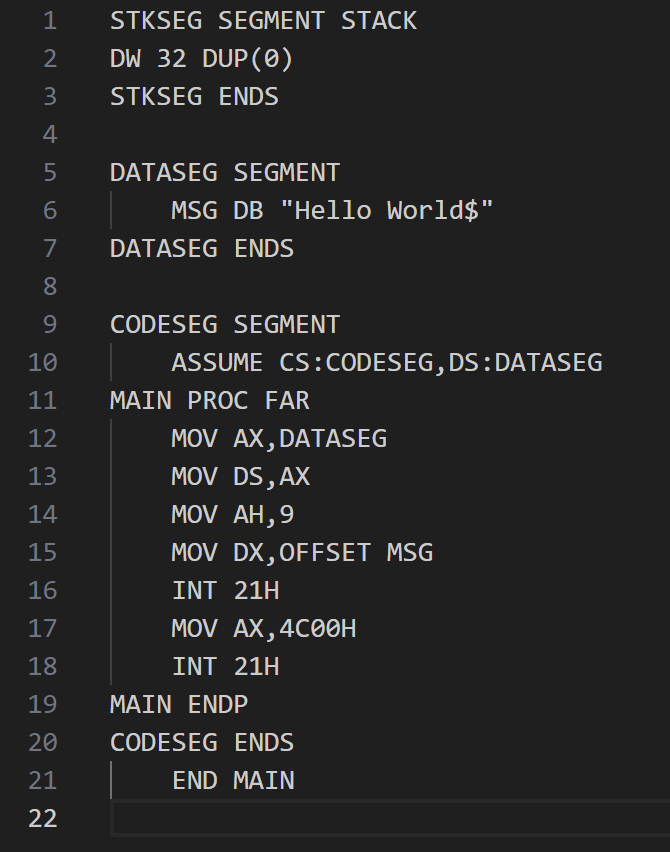 1 STKSEG SEGMENT STACK
2 DW 32 DUP(0)
3 STKSEG ENDS
4
5 DATASEG SEGMENT
6 MSG DB "Hello World$"
7 DATASEG ENDS
8
9 CODESEG SEGMENT
10 ASSUME CS:CODESEG,DS:DATASEG
11 MAIN PROC FAR
12 MOV AX,DATASEG
13 MOV DS,AX
14 MOV AH,9
15 MOV DX,OFFSET MSG
16 INT 21H
17 MOV AX,4C00H
18 INT 21H
19 MAIN ENDP
20 CODESEG ENDS
21 END MAIN
22